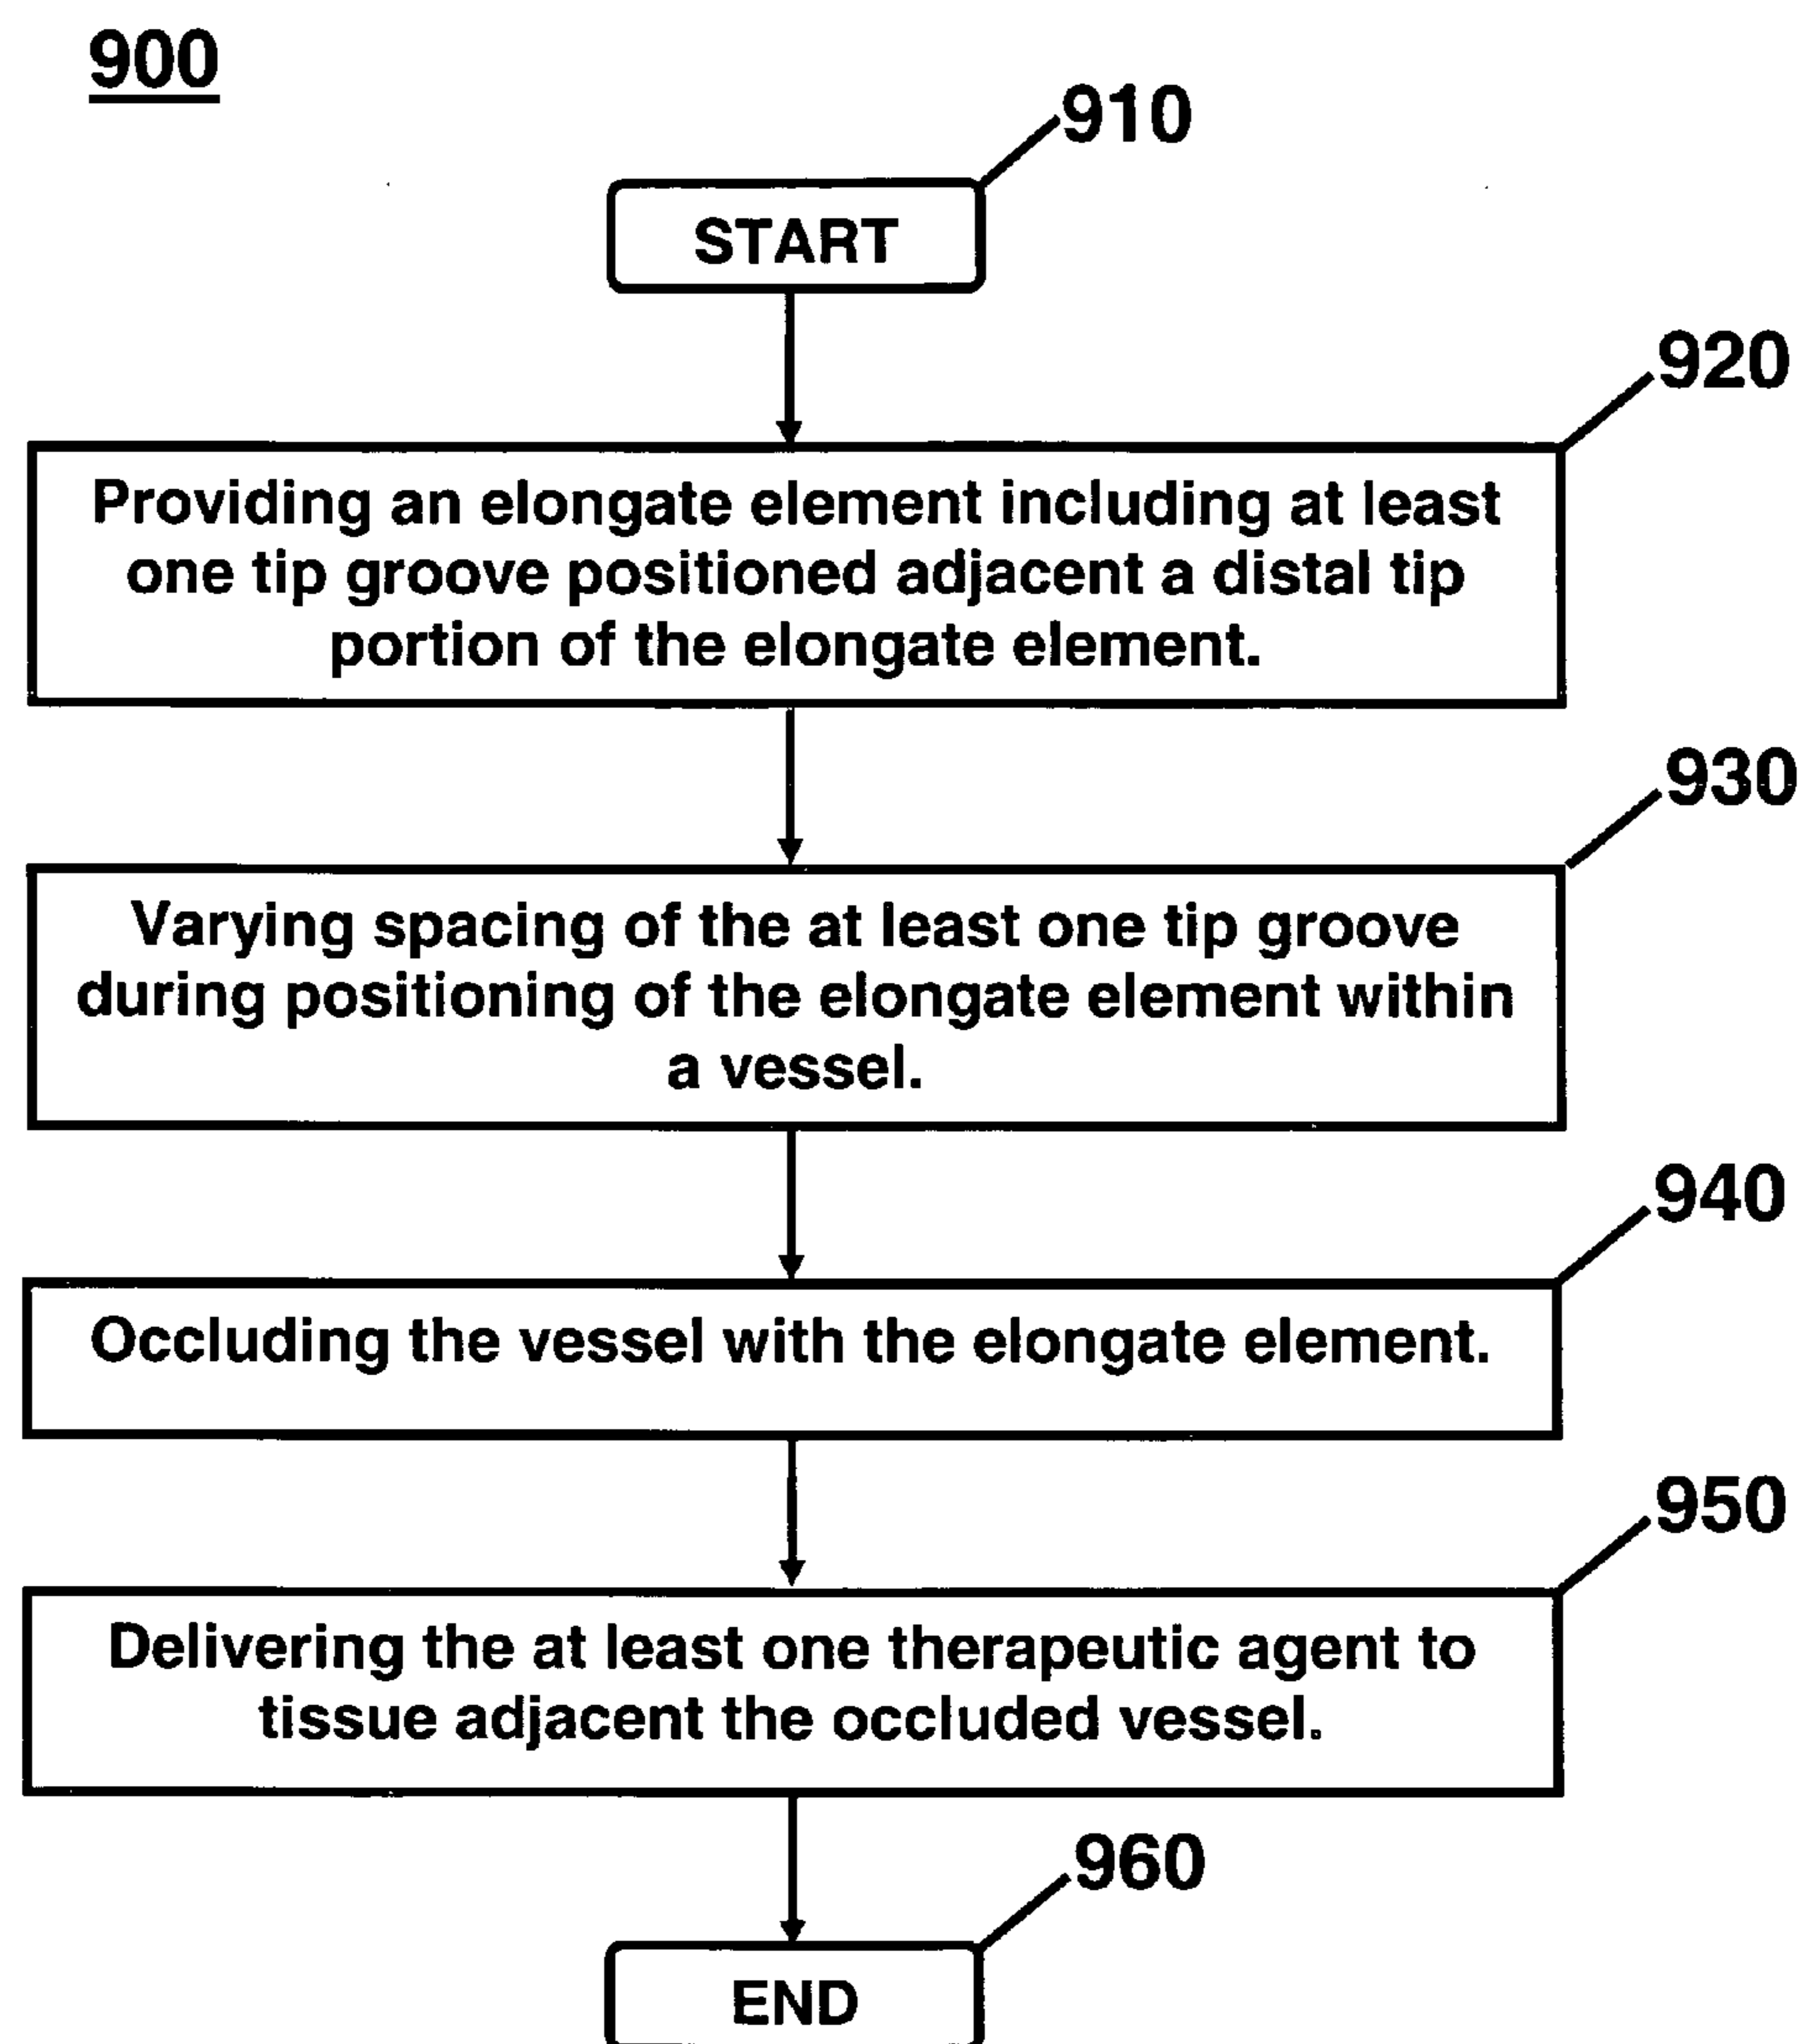 900
910
START
920
Providing an elongate element including at least
one tip groove positioned adjacent a distal tip
portion of the elongate element.
930
Varying spacing of the at least one tip groove
during positioning of the elongate element within
a vessel.
940
Occluding the vessel with the elongate element.
950
Delivering the at least one therapeutic agent to
tissue adjacent the occluded vessel.
960
END